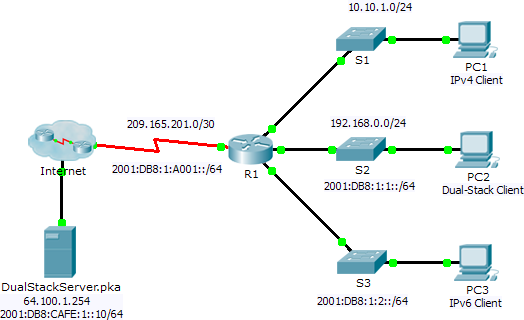 10.10.1.0/24
S1
PC1
IPv4 Client
209.165.201.0/30
192.168.0.0/24
Internet
2001:DB8:1:A001::/64
R1
S2
2001:DB8:1:1::/64
PC2
Dual-Stack Client
DualStackServer.pka
64.100.1.254
2001:DB8:CAFE:1::10/64
S3
2001:DB8:1:2::/64
PC3
IPv6 Client